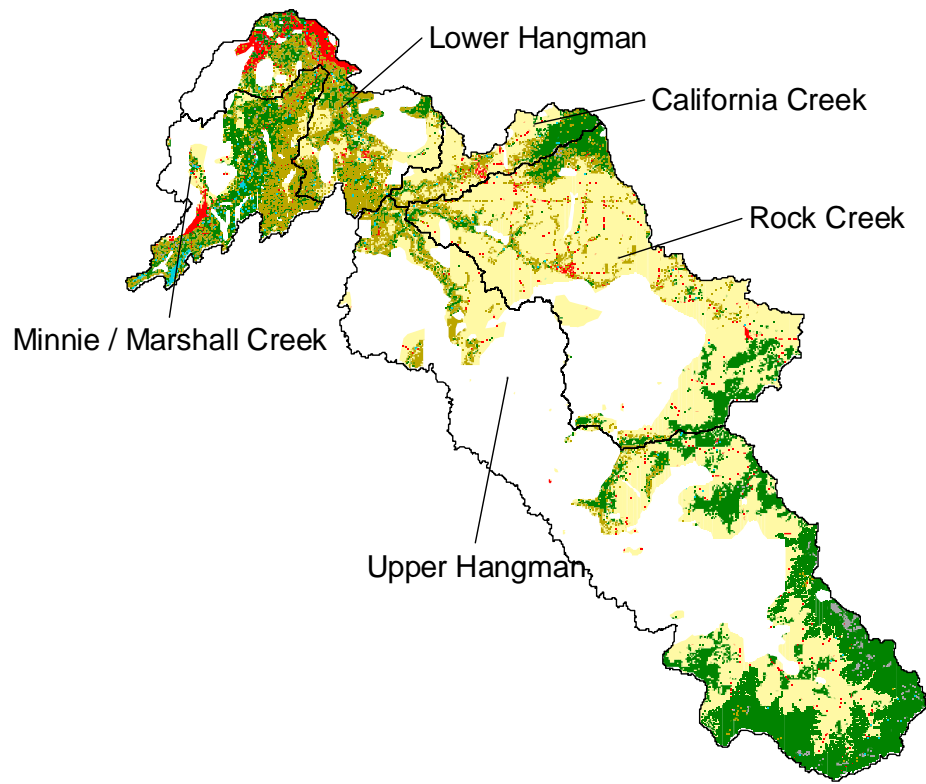 Lower Hangman
California Creek
Rock Creek
Minnie / Marshall Creek
Upper Hangman